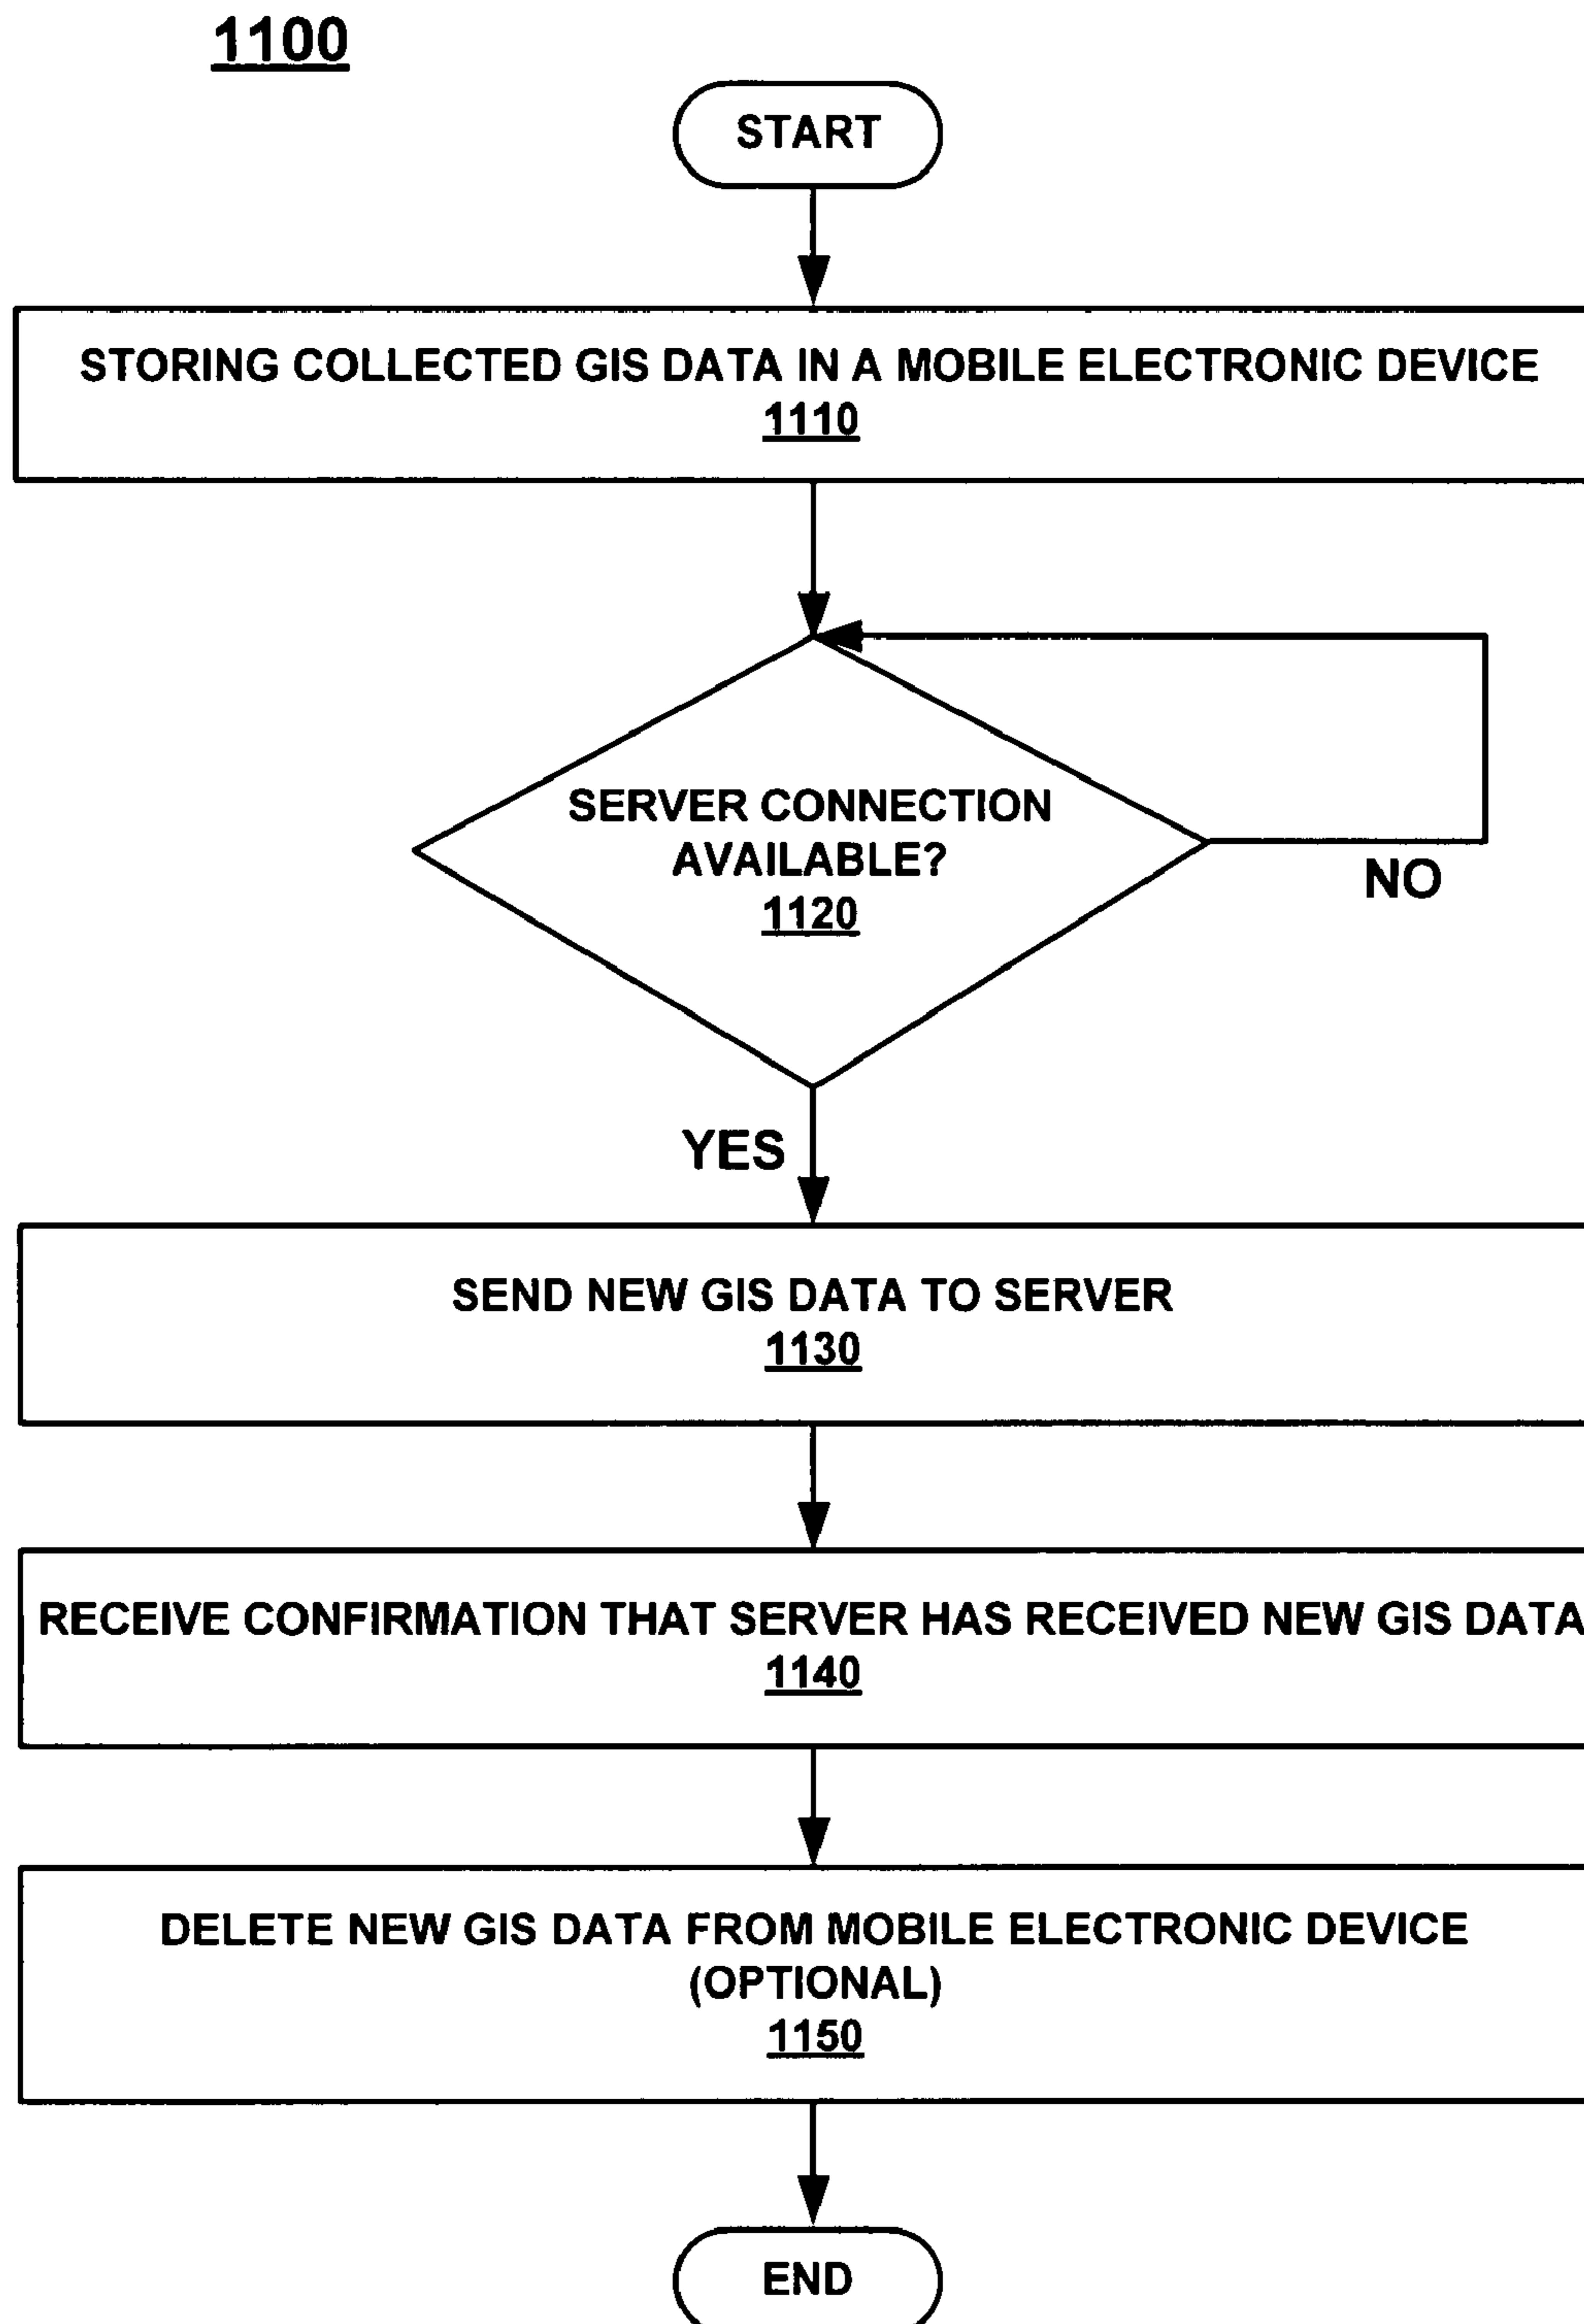 1100
START
STORING COLLECTED GIS DATA IN A MOBILE ELECTRONIC DEVICE
1110
SERVER CONNECTION
AVAILABLE?
1120
NO
YES
SEND NEW GIS DATA TO SERVER
1130
RECEIVE CONFIRMATION THAT SERVER HAS RECEIVED NEW GIS DATA
1140
DELETE NEW GIS DATA FROM MOBILE ELECTRONIC DEVICE
(OPTIONAL)
1150
END